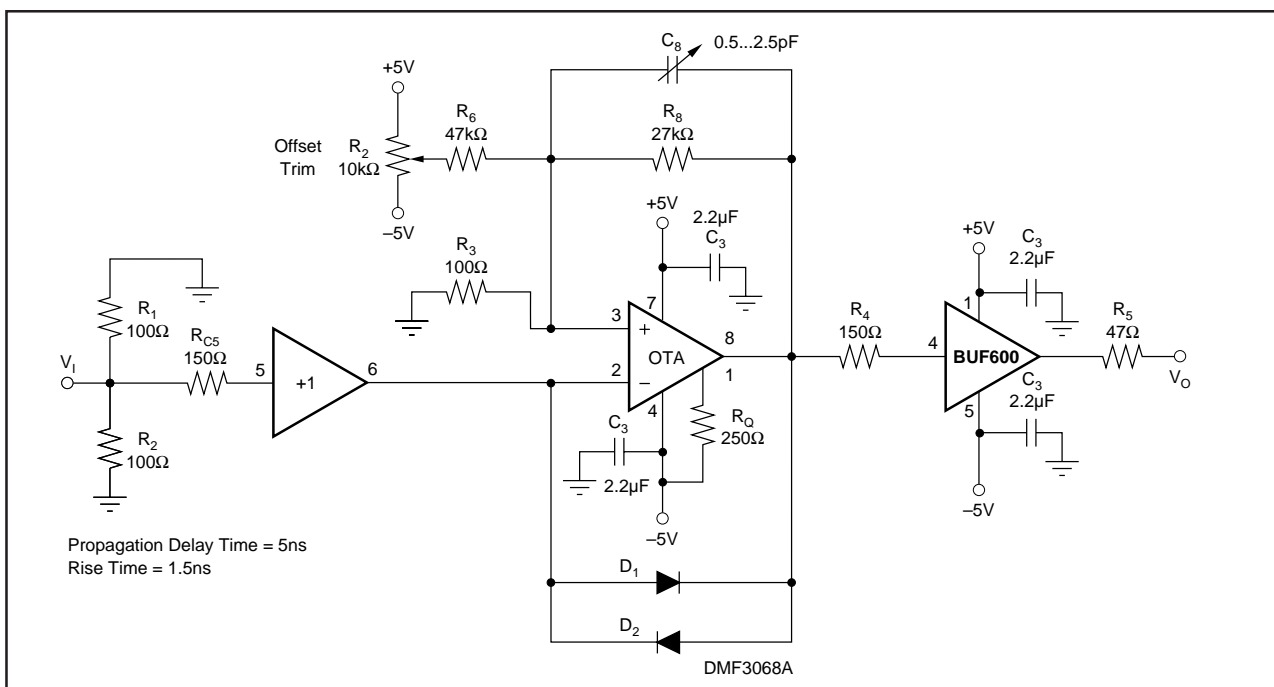 C8
0.5...2.5pF
+5V
Offset
Trim
R2
10kΩ
–5V
R6
47kΩ
R8
27kΩ
+5V
2.2µF
C3
R3
100Ω
R1
100Ω
VI
RC5
150Ω
5
+1
6
R2
100Ω
3
+
2
–
OTA
7
8
1
4
C3
2.2µF
RQ
250Ω
–5V
R4
150Ω
4
BUF600
1
5
+5V
C3
2.2µF
C3
2.2µF
–5V
R5
47Ω
VO
Propagation Delay Time = 5ns
Rise Time = 1.5ns
D1
D2
DMF3068A